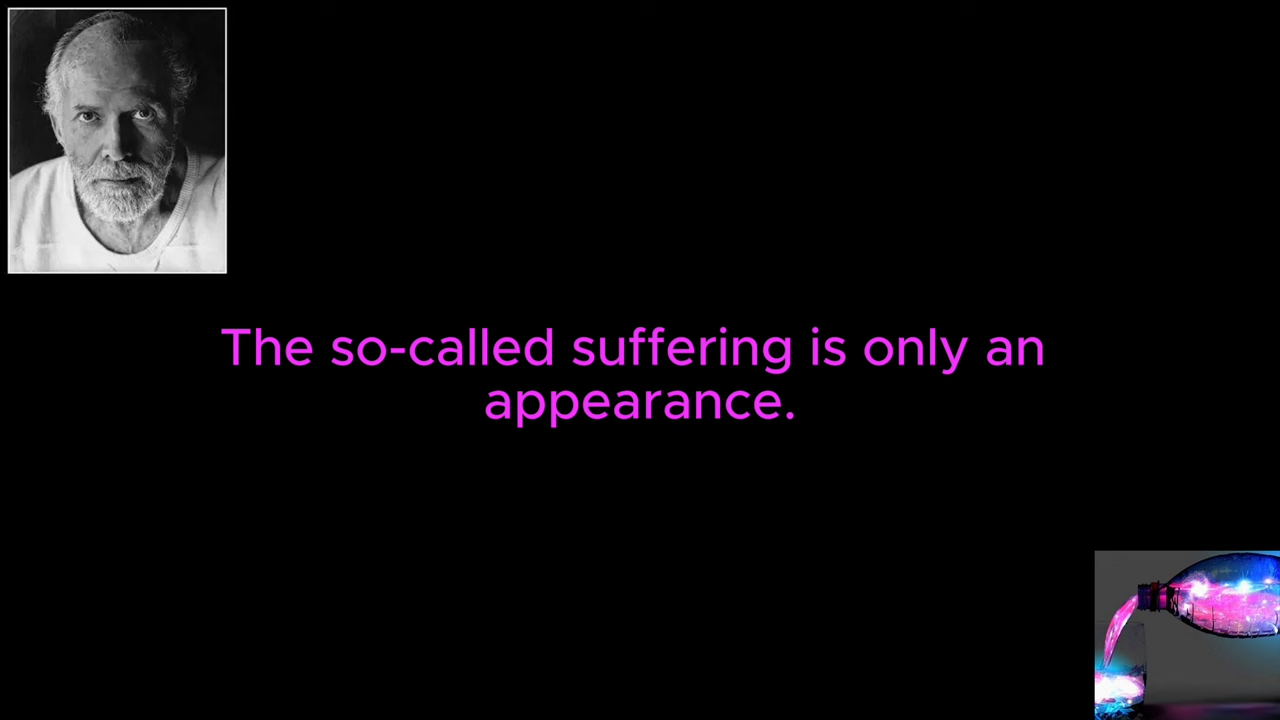 The so-called suffering is only an
appearance.